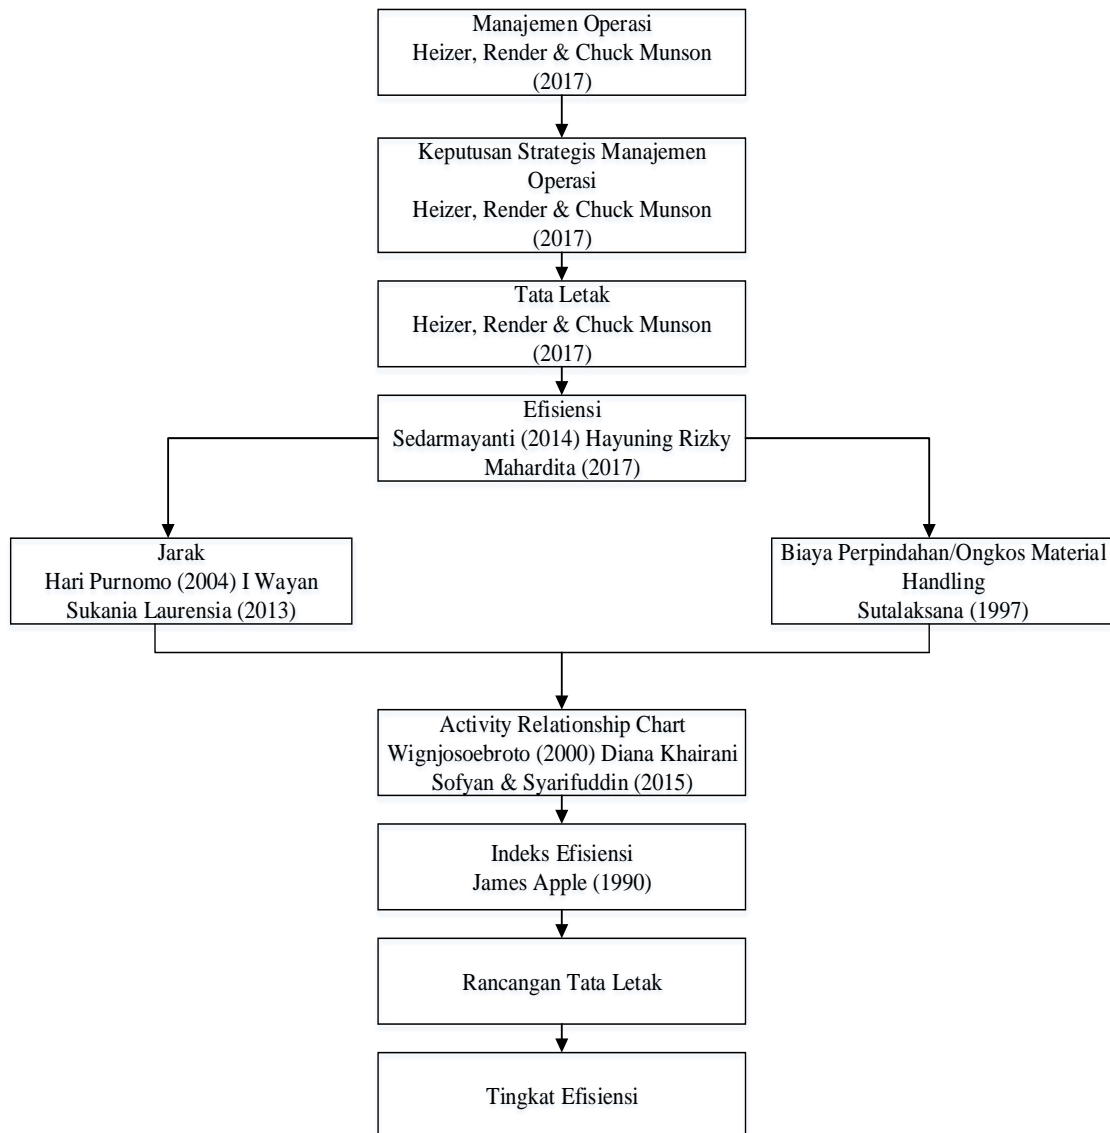 Manajemen Operasi
Heizer, Render & Chuck Munson
(2017)
Keputusan Strategis Manajemen
Operasi
Heizer, Render & Chuck Munson
(2017)
Tata Letak
Heizer, Render & Chuck Munson
(2017)
Efisiensi
Sedarmayanti (2014) Hayuning Rizky
Mahardita (2017)
Jarak
Hari Purnomo (2004) I Wayan
Sukania Laurensia (2013)
Biaya Perpindahan/Ongkos Material
Handling
Sutalaksana (1997)
Activity Relationship Chart
Wignjosoebroto (2000) Diana Khairani
Sofyan & Syarifuddin (2015)
Indeks Efisiensi
James Apple (1990)
Rancangan Tata Letak
Tingkat Efisiensi